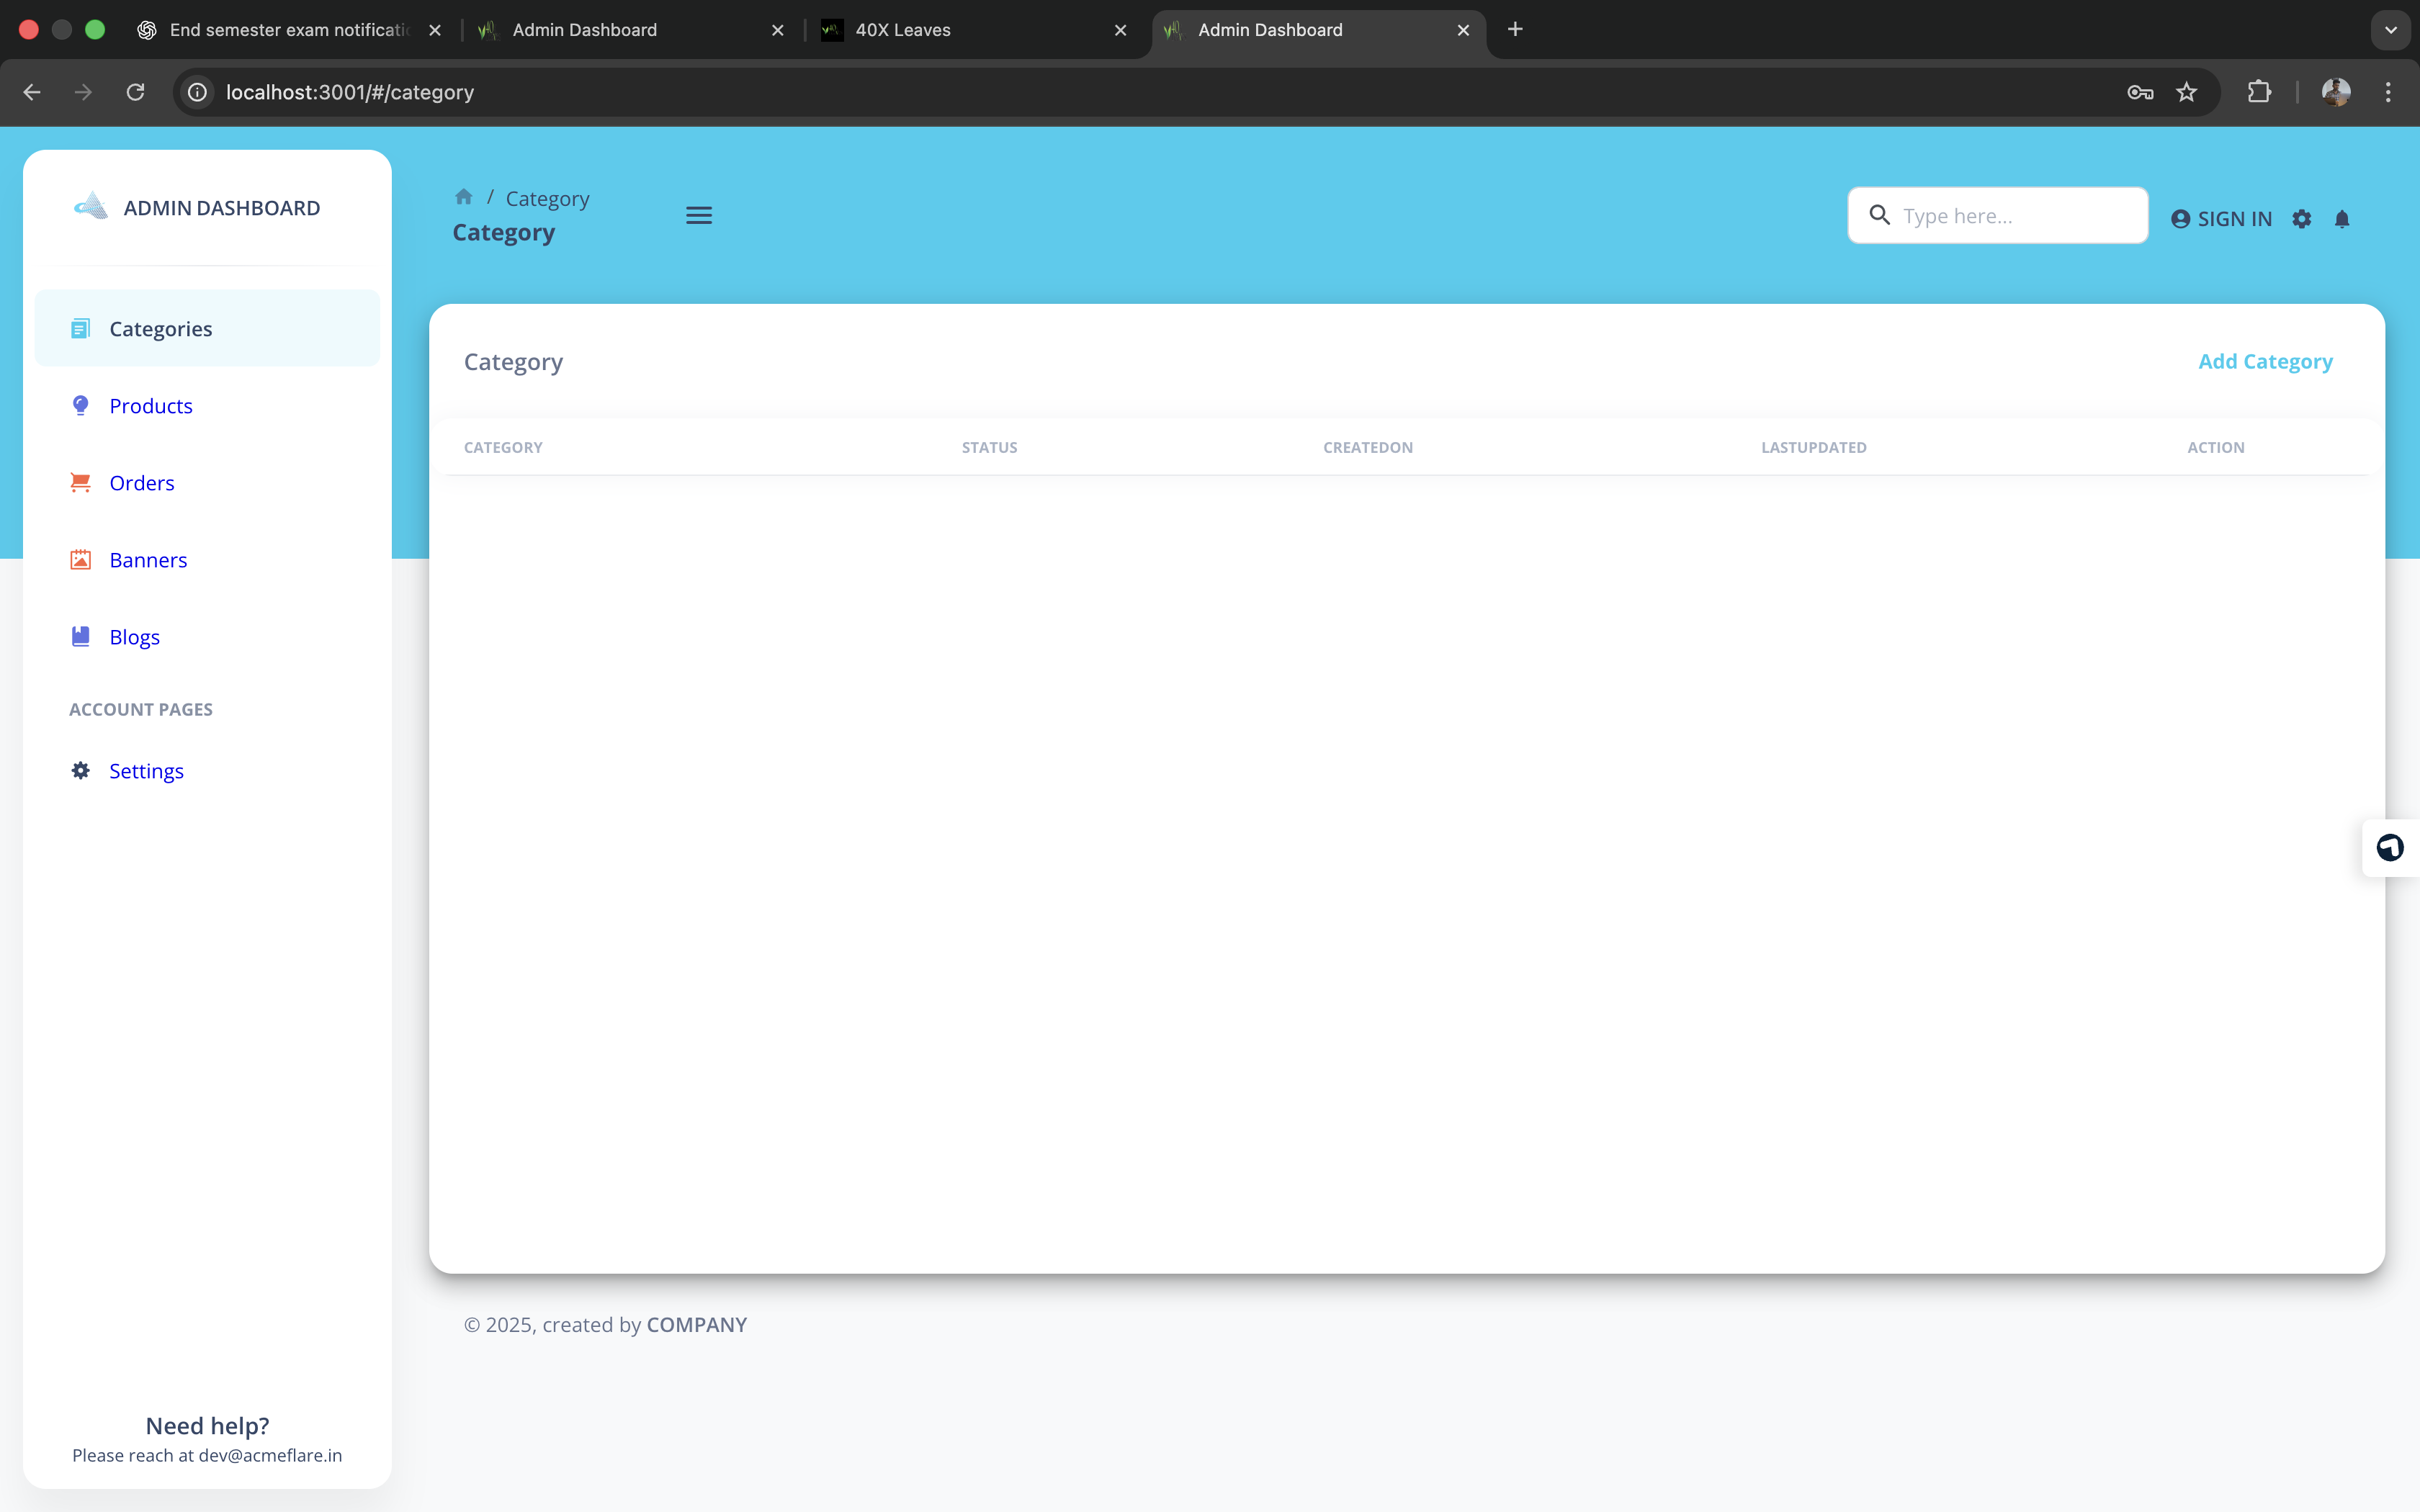 End semester exam notificati
Admin Dashboard
40X Leaves
Admin Dashboard
localhost:3001/#/category
ADMIN DASHBOARD
Categories
Products
Orders
Banners
Blogs
ACCOUNT PAGES
Settings
Need help?
Please reach at dev@acmeflare.in
/ Category
Category
Type here...
SIGN IN
Category
Add Category
CATEGORY STATUS CREATEDON LASTUPDATED ACTION
© 2025, created by COMPANY